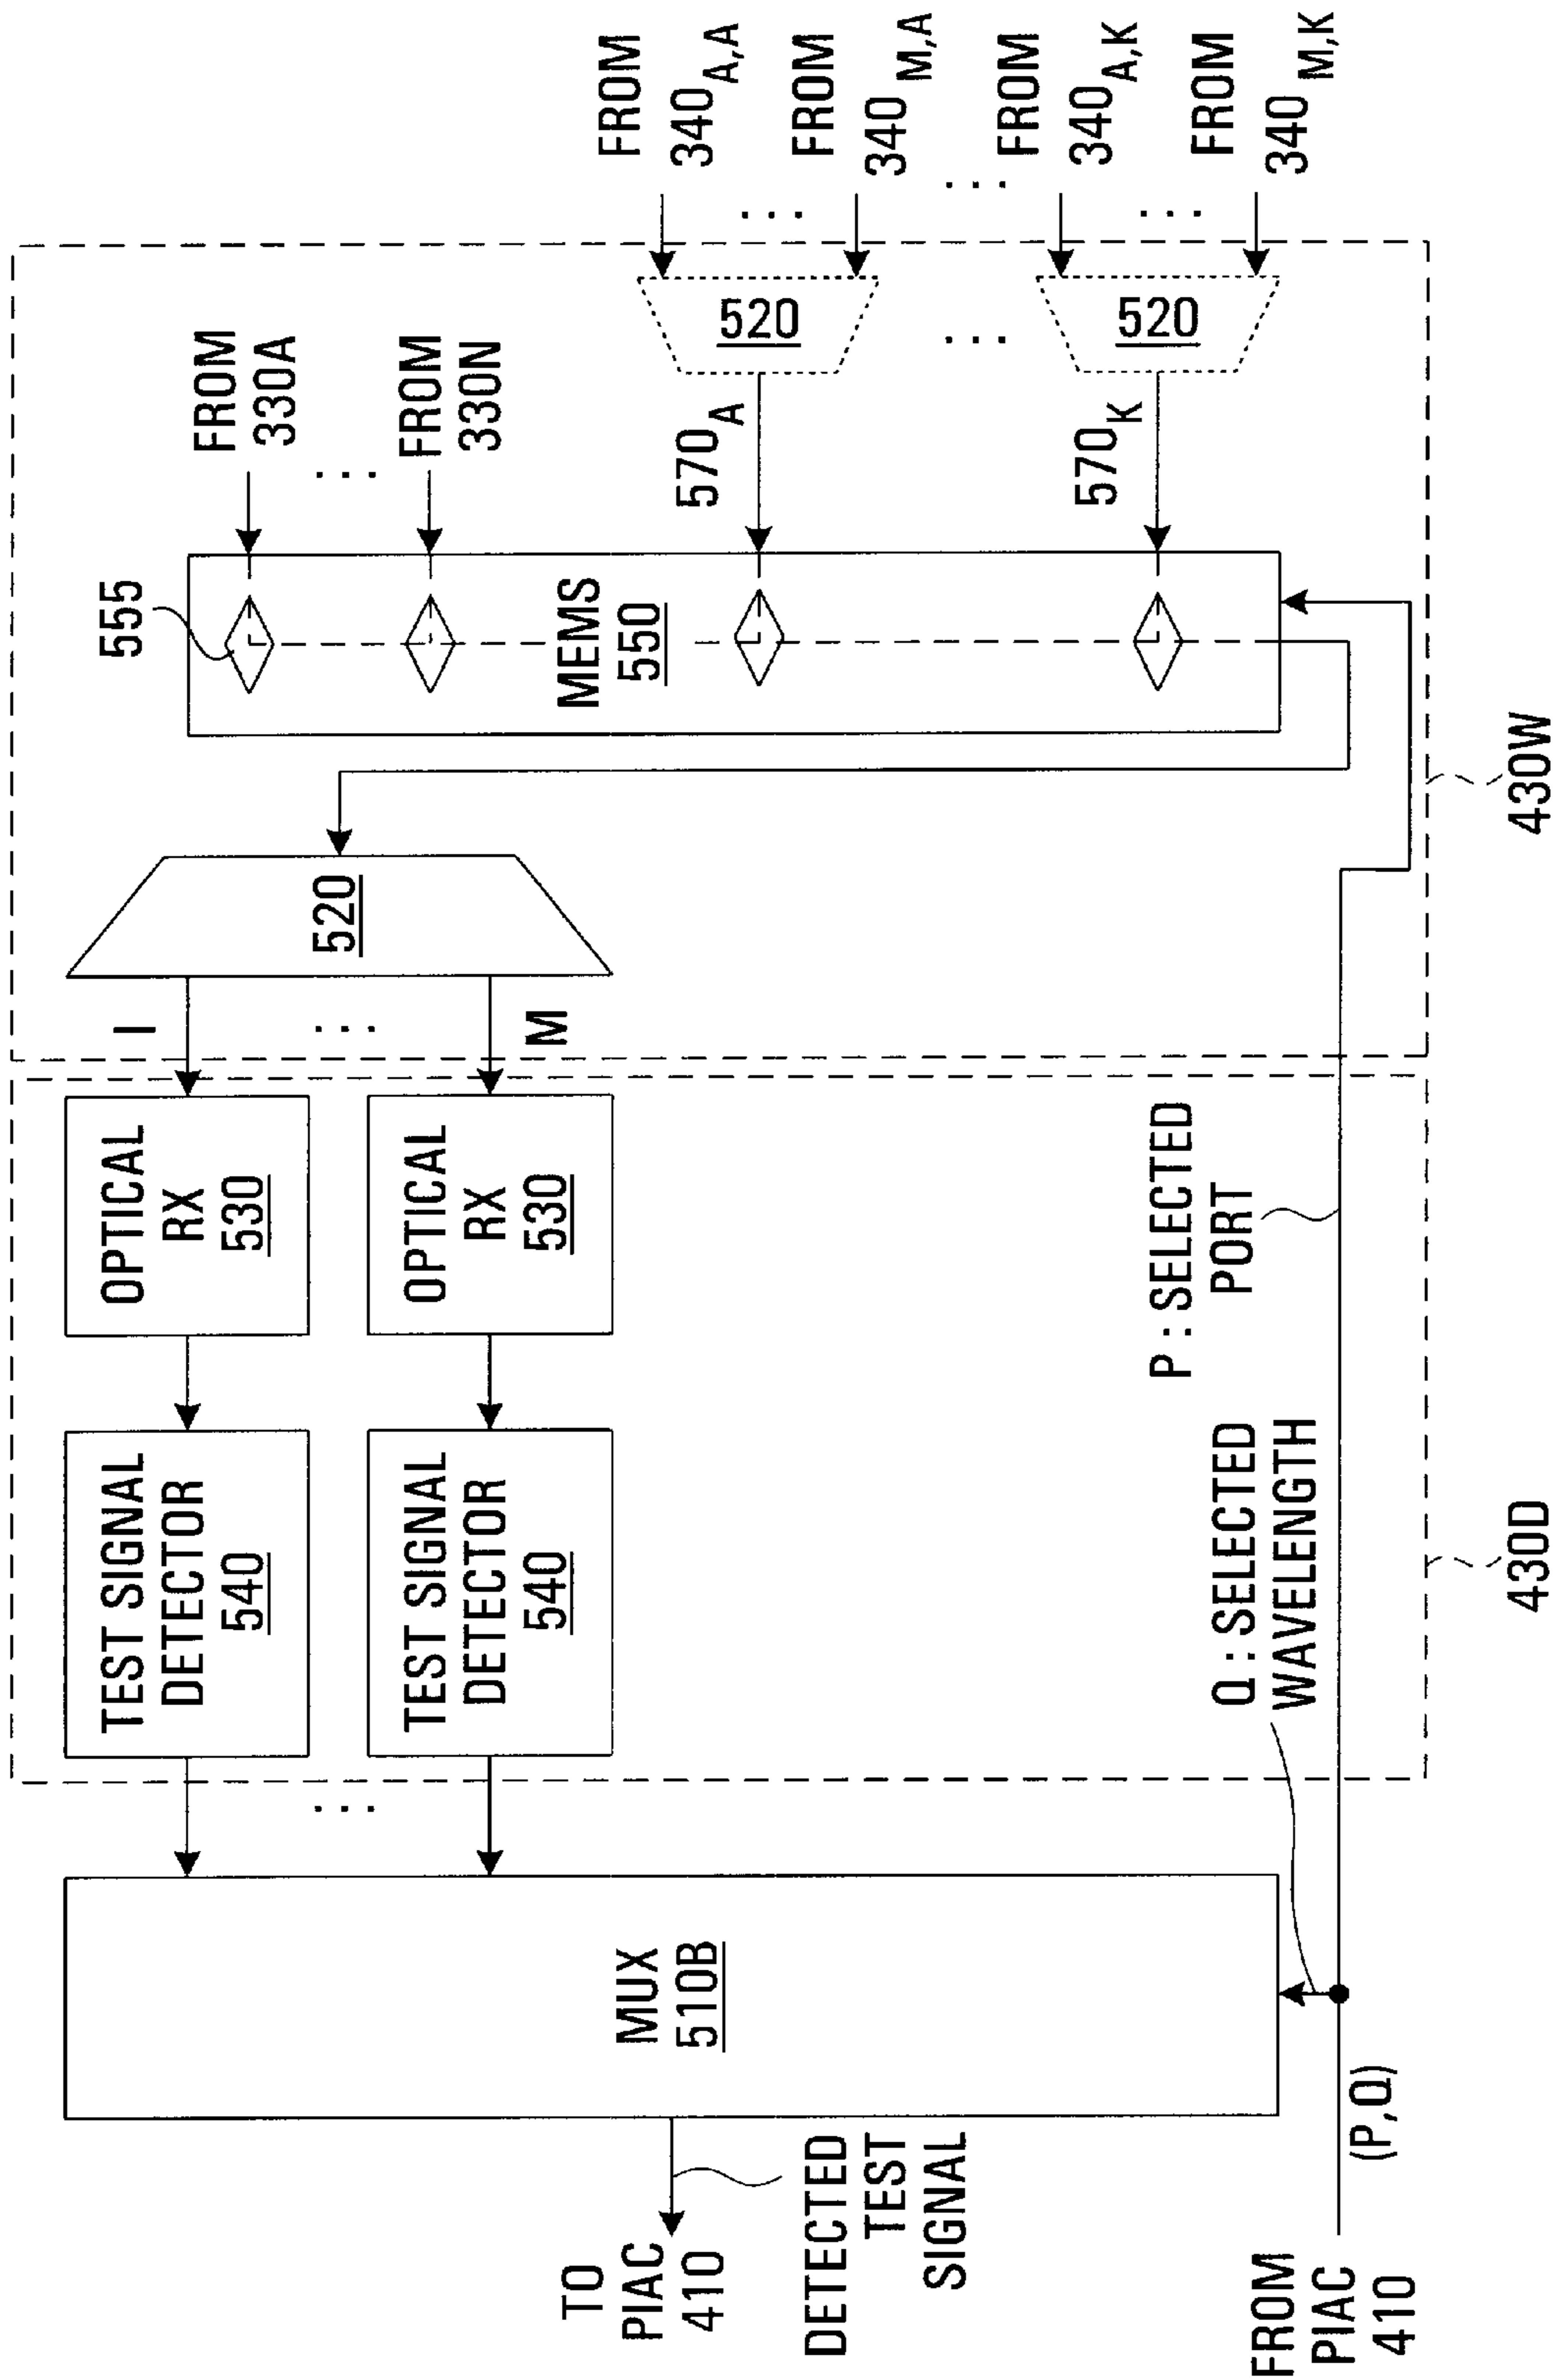 FROM
340A,A
FROM
340M,A
FROM
340A,K
FROM
340M,K
...
...
...
520
...
520
FROM
330A
...
FROM
330N
570A
570K
555
MEMS
550
520
I
...
M
430W
OPTICAL
RX
530
OPTICAL
RX
530
P : SELECTED
PORT
TEST SIGNAL
DETECTOR
540
TEST SIGNAL
DETECTOR
540
Q : SELECTED
WAVELENGTH
430D
...
MUX
510B
(P,Q)
TO
PIAC
410
DETECTED
TEST
SIGNAL
FROM
PIAC
410